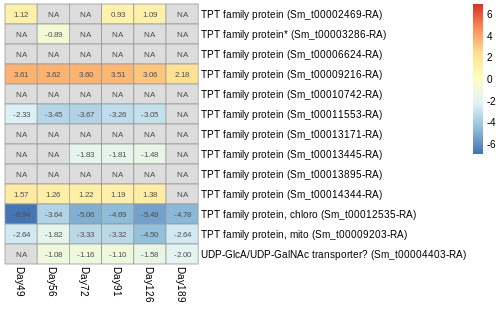 1.12 NA NA 0.93 1.09 NA TPT family protein (Sm_t00002469-RA)
NA -0.89 NA NA NA NA TPT family protein* (Sm_t00003286-RA)
NA NA NA NA NA NA TPT family protein (Sm_t00006624-RA)
3.61 3.62 3.60 3.51 3.06 2.18 TPT family protein (Sm_t00009216-RA)
NA NA NA NA NA NA TPT family protein (Sm_t00010742-RA)
-2.33 -3.45 -3.67 -3.26 -3.05 NA TPT family protein (Sm_t00011553-RA)
NA NA NA NA NA NA TPT family protein (Sm_t00013171-RA)
NA NA -1.83 -1.81 -1.48 NA TPT family protein (Sm_t00013445-RA)
NA NA NA NA NA NA TPT family protein (Sm_t00013895-RA)
1.57 1.26 1.22 1.19 1.38 NA TPT family protein (Sm_t00014344-RA)
-3.64 -5.06 -4.69 -5.49 -4.78 TPT family protein, chloro (Sm_t00012535-RA)
-2.64 -1.82 -3.33 -3.32 -4.50 -2.64 TPT family protein, mito (Sm_t00009203-RA)
NA -1.08 -1.16 -1.10 -1.58 -2.00 UDP-GlcA/UDP-GalNAc transporter? (Sm_t00004403-RA)
Day49
Day56
Day72
Day91
Day126
Day189
6
4
2
0
-2
-4
-6